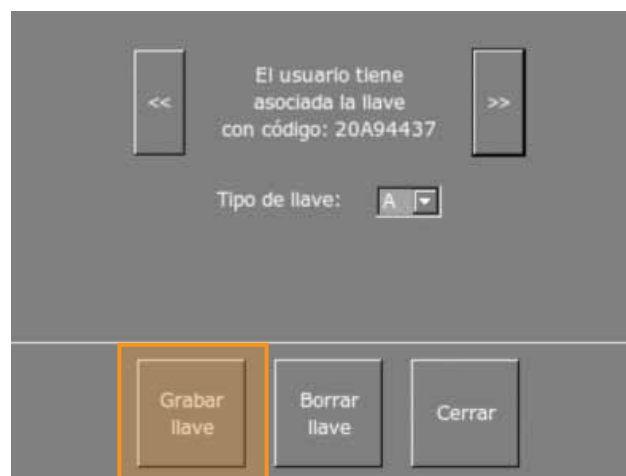 <<
El usuario tiene
asociada la llave
con código: 20A94437
>>
Tipo de llave: A
Grabar
llave
Borrar
llave
Cerrar